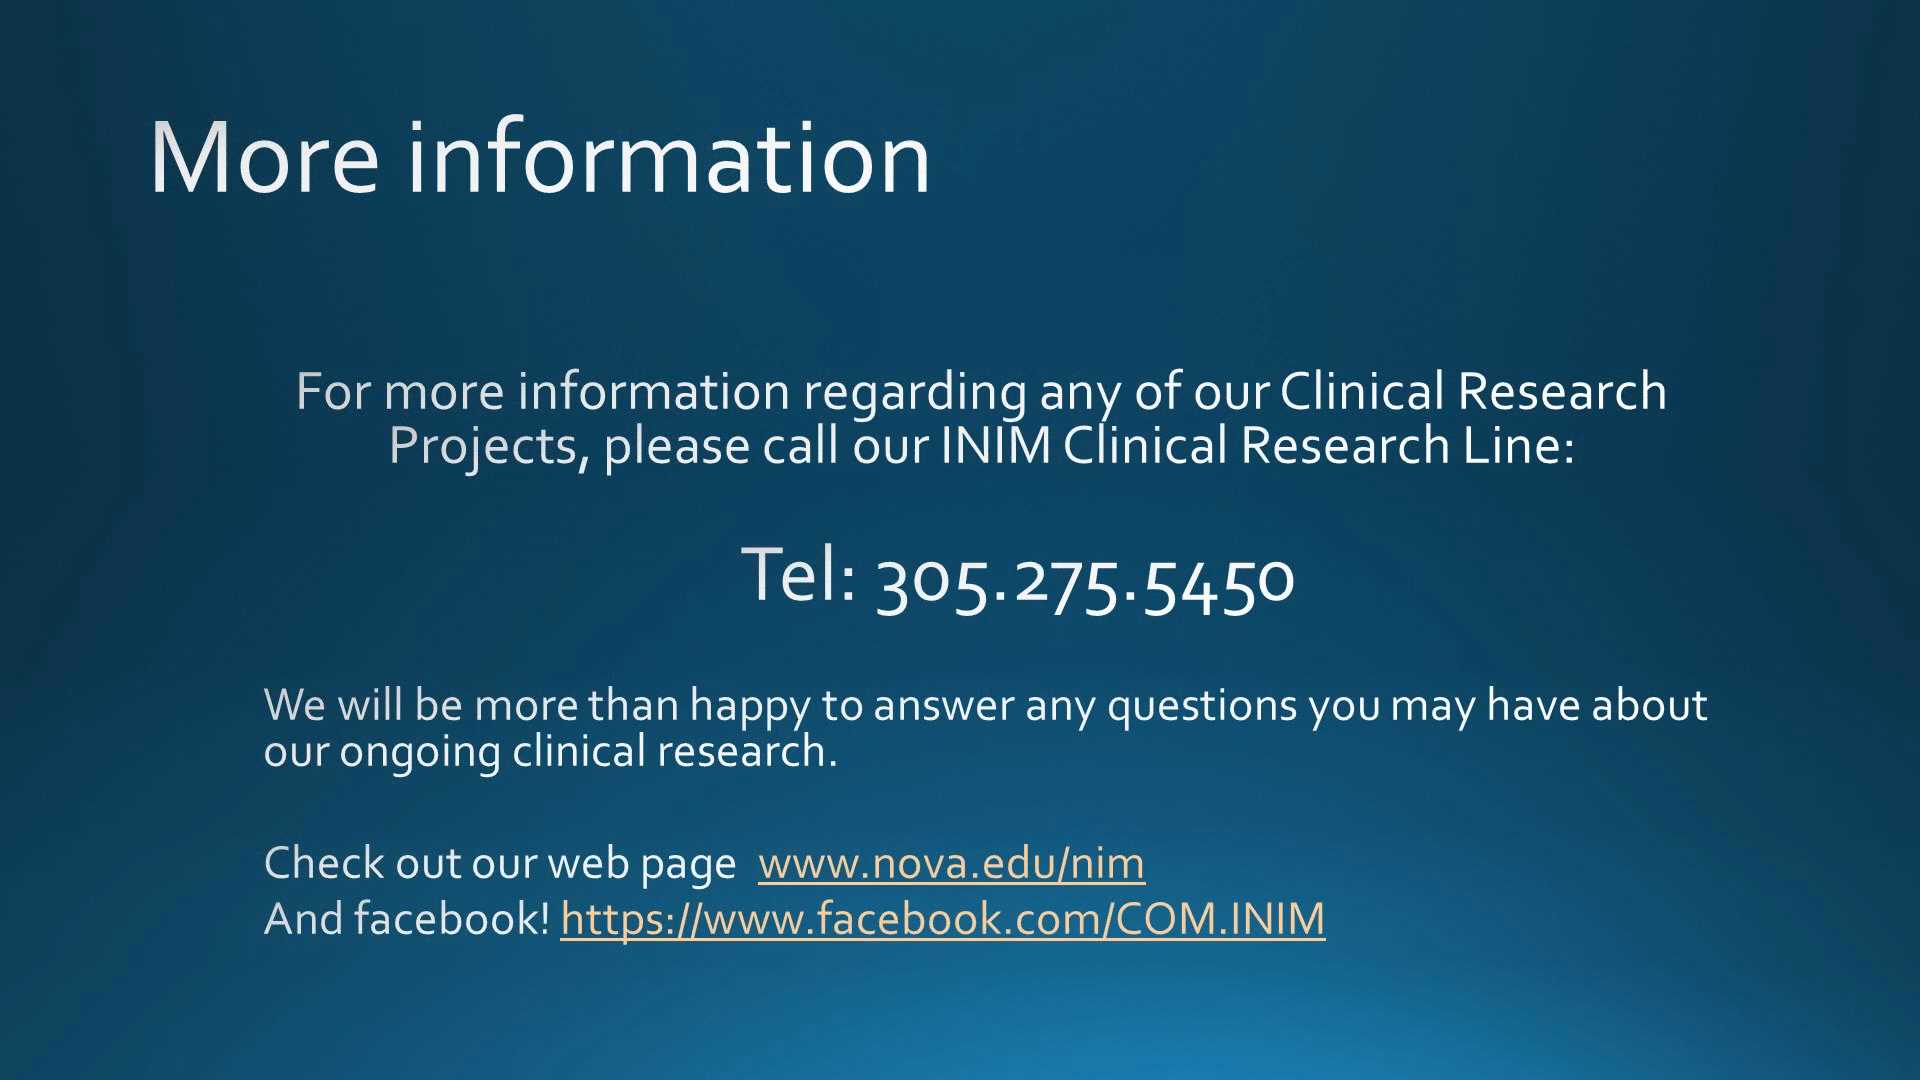 More information
For more information regarding any of our Clinical Research
Projects, please call our INIM Clinical Research Line:
Tel: 305.275.5450
We will be more than happy to answer any questions you may have about
our ongoing clinical research.
Check out our web page  www.nova.edu/nim
And facebook! https://www.facebook.com/COM.INIM